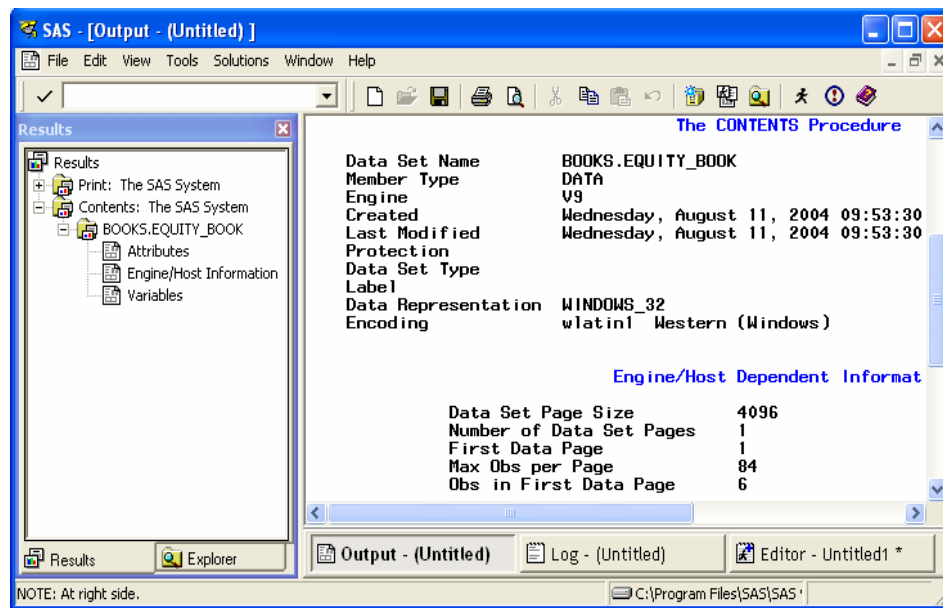 SAS - [Output - (Untitled) ]
File Edit View Tools Solutions Window Help
Results
Results
Print: The SAS System
Contents: The SAS System
BOOKS.EQUITY_BOOK
Attributes
Engine/Host Information
Variables
Results
Explorer
The CONTENTS Procedure
Data Set Name BOOKS.EQUITY_BOOK
Member Type DATA
Engine V9
Created Wednesday, August 11, 2004 09:53:30
Last Modified Wednesday, August 11, 2004 09:53:30
Protection
Data Set Type
Label
Data Representation WINDOWS_32
Encoding wlatin1 Western (Windows)
Engine/Host Dependent Informat
Data Set Page Size 4096
Number of Data Set Pages 1
First Data Page 1
Max Obs per Page 84
Obs in First Data Page 6
Output - (Untitled)
Log - (Untitled)
Editor - Untitled1 *
NOTE: At right side.
C:\Program Files\SAS\SAS